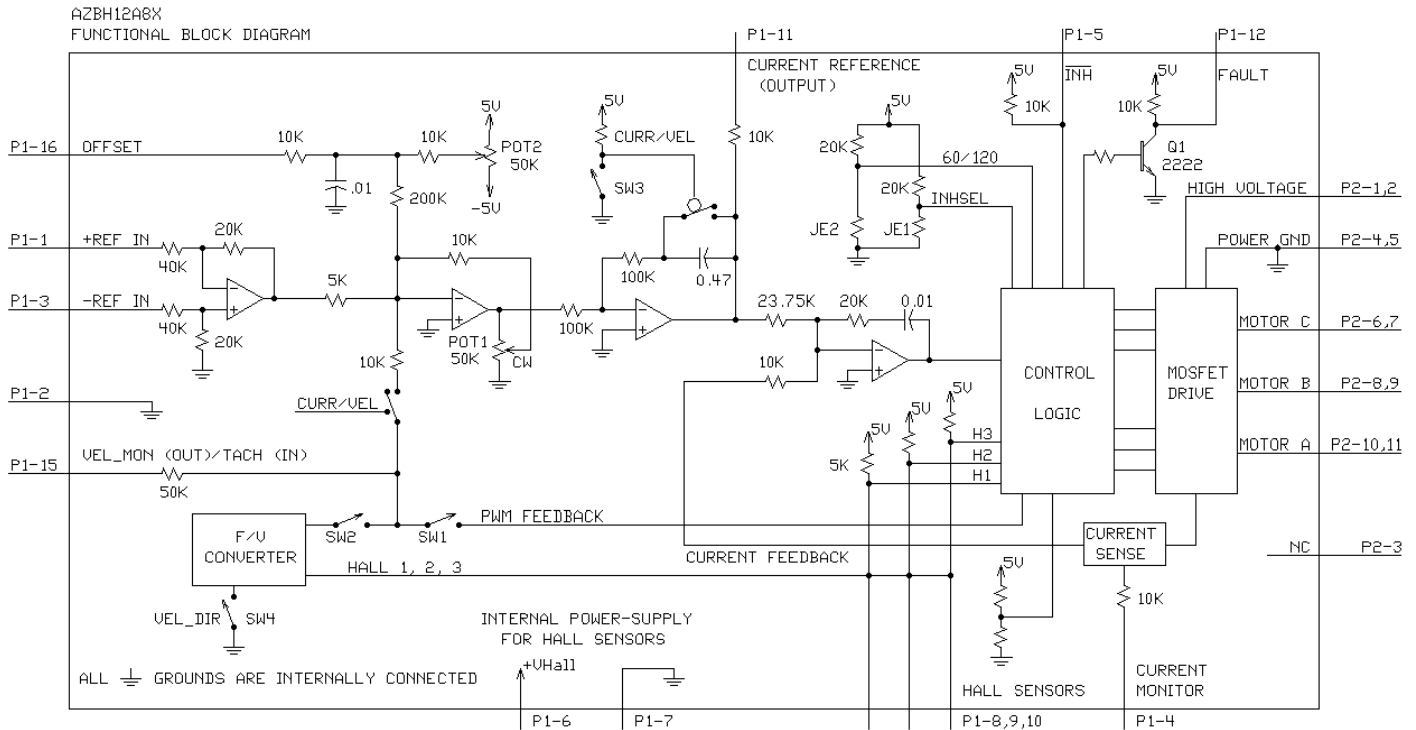 AZBH12A8X
FUNCTIONAL BLOCK DIAGRAM
P1-11
P1-5
P1-12
CURRENT REFERENCE
(OUTPUT)
5V
INH
10K
5V
10K
FAULT
Q1
2222
P1-16
OFFSET
10K
10K
5V
POT2
50K
-5V
.01
200K
5V
CURR/VEL
SW3
10K
5V
20K
60/120
20K
INHSEL
JE2
JE1
HIGH VOLTAGE
P2-1,2
P1-1
+REF IN
20K
40K
10K
100K
0.47
POWER GND
P2-4,5
P1-3
-REF IN
40K
20K
5K
POT1
50K
CW
100K
23.75K
20K
0.01
10K
CONTROL
LOGIC
MOSFET
DRIVE
MOTOR C
P2-6,7
MOTOR B
P2-8,9
MOTOR A
P2-10,11
P1-2
10K
CURR/VEL
5V
5V
5V
5K
H3
H2
H1
P1-15
VEL_MON (OUT)/TACH (IN)
50K
F/V
CONVERTER
SW2
SW1
PWM FEEDBACK
CURRENT FEEDBACK
CURRENT
SENSE
NC
P2-3
HALL 1, 2, 3
5V
10K
VEL_DIR
SW4
INTERNAL POWER-SUPPLY
FOR HALL SENSORS
+VHall
ALL GROUNDS ARE INTERNALLY CONNECTED
HALL SENSORS
CURRENT
MONITOR
P1-6
P1-7
P1-8,9,10
P1-4